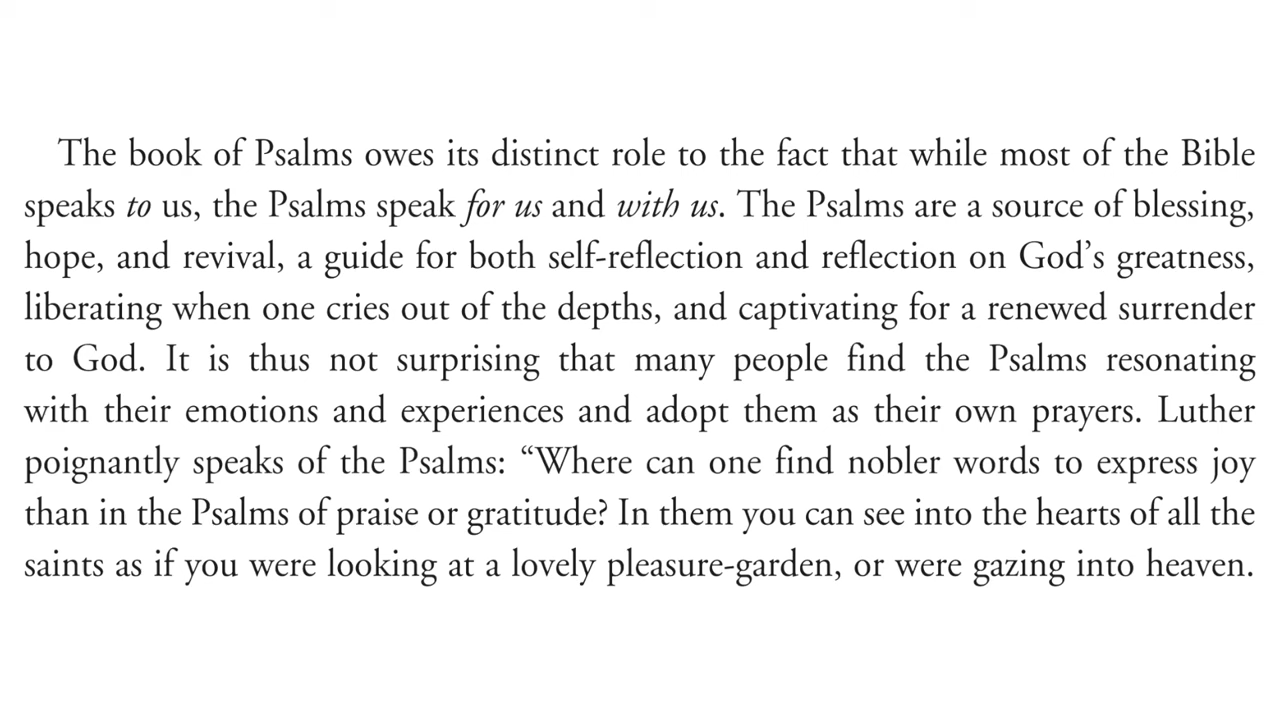 The book of Psalms owes its distinct role to the fact that while most of the Bible
speaks to us, the Psalms speak for us and with us. The Psalms are a source of blessing,
hope, and revival, a guide for both self-reflection and reflection on God’s greatness,
liberating when one cries out of the depths, and captivating for a renewed surrender
to God. It is thus not surprising that many people find the Psalms resonating
with their emotions and experiences and adopt them as their own prayers. Luther
poignantly speaks of the Psalms: “Where can one find nobler words to express joy
than in the Psalms of praise or gratitude? In them you can see into the hearts of all the
saints as if you were looking at a lovely pleasure-garden, or were gazing into heaven.